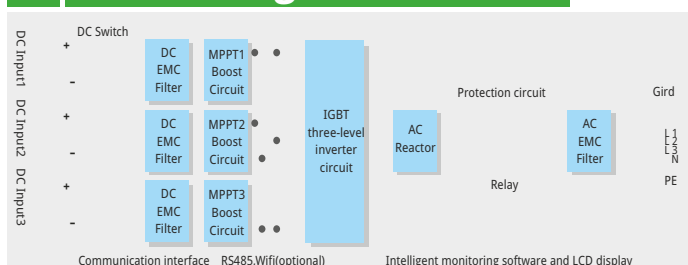 DC Switch
DC Input1
+
-
DC
EMC
Filter
MPPT1
Boost
Circuit
DC Input2
+
-
DC
EMC
Filter
MPPT2
Boost
Circuit
DC Input3
+
-
DC
EMC
Filter
MPPT3
Boost
Circuit
IGBT
three-level
inverter
circuit
AC
Reactor
Protection circuit
Relay
AC
EMC
Filter
Gird
L1
L2
L3
N
PE
Communication interface RS485,Wifi(optional)
Intelligent monitoring software and LCD display